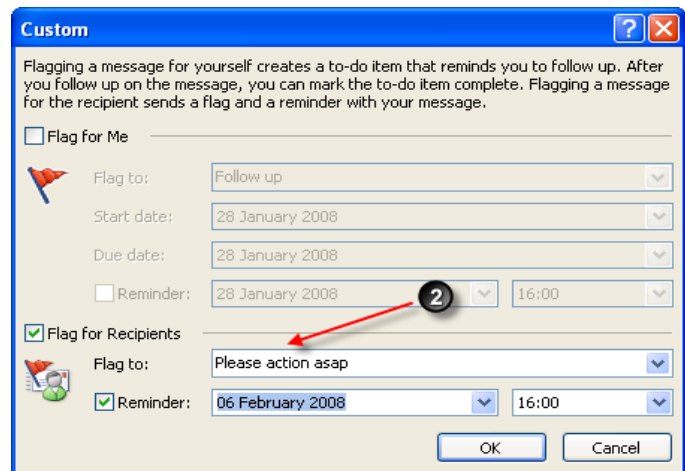 Custom
Flagging a message for yourself creates a to-do item that reminds you to follow up. After
you follow up on the message, you can mark the to-do item complete. Flagging a message
for the recipient sends a flag and a reminder with your message.
Flag for Me
Flag to: Follow up
Start date: 28 January 2008
Due date: 28 January 2008
Reminder: 28 January 2008 2 16:00
Flag for Recipients
Flag to: Please action asap
Reminder: 06 February 2008 16:00
OK Cancel